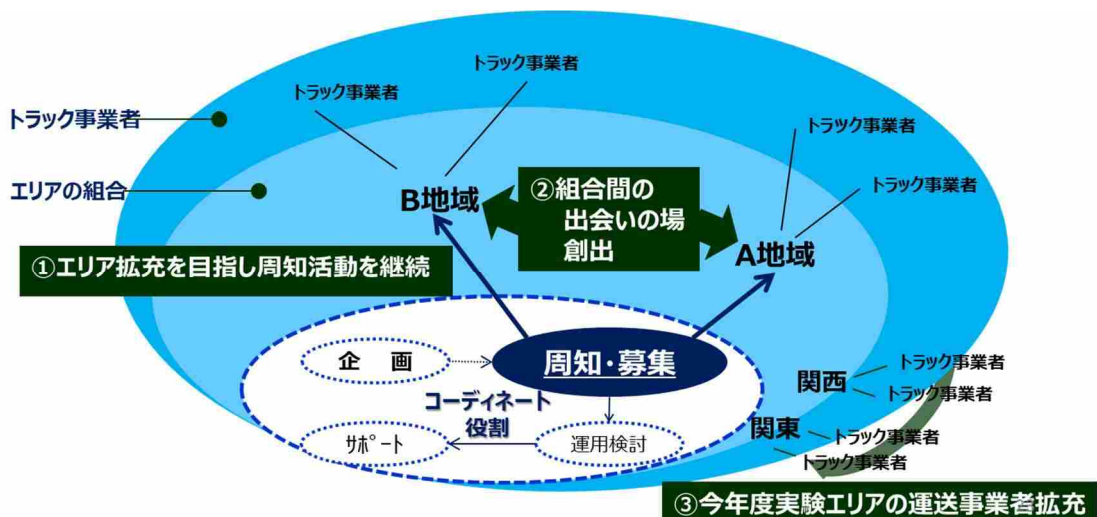 トラック事業者
トラック事業者
トラック事業者
トラック事業者
エリアの組合
トラック事業者
B地域
②組合間の
出会いの場
創出
A地域
①エリア拡充を目指し周知活動を継続
企　画
周知・募集
コーディネート
役割
サポート
運用検討
関西
トラック事業者
トラック事業者
関東
トラック事業者
トラック事業者
③今年度実験エリアの運送事業者拡充